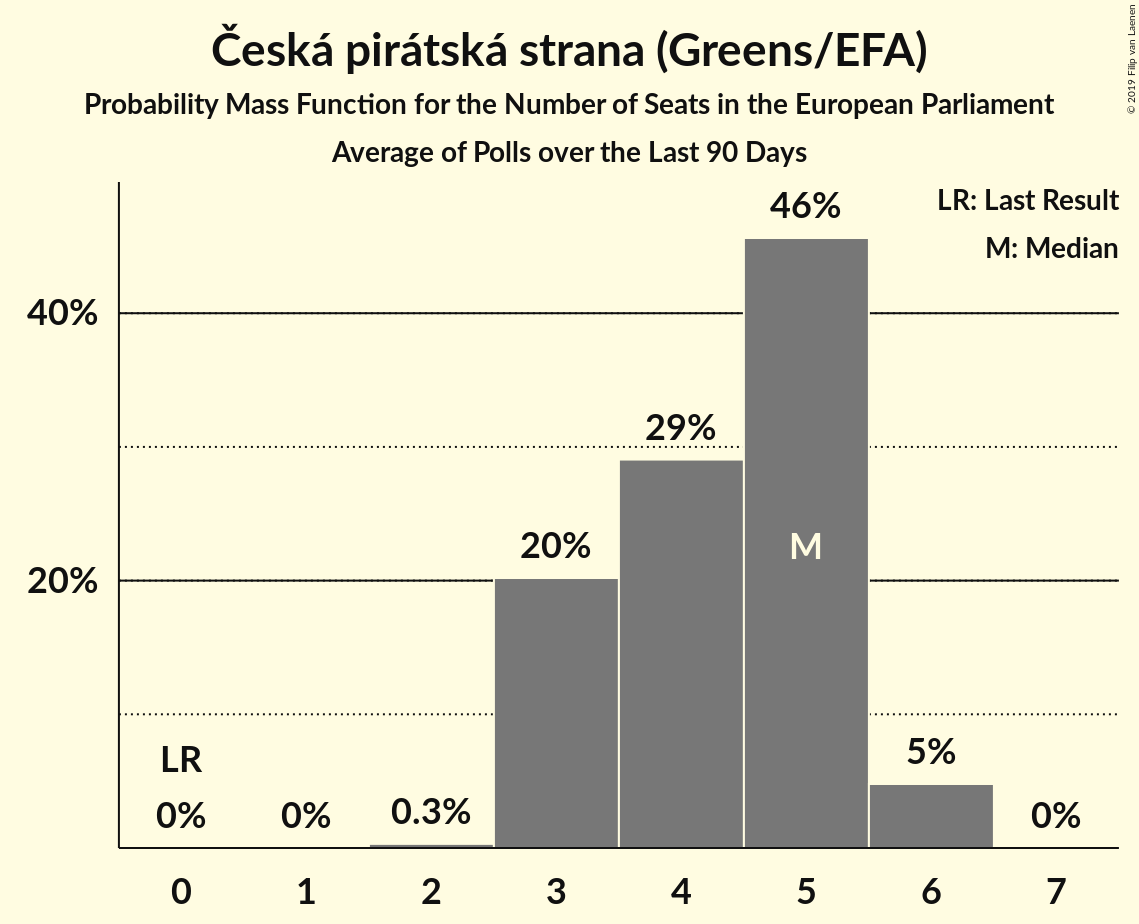 Česká pirátská strana (Greens/EFA)
Probability Mass Function for the Number of Seats in the European Parliament
Average of Polls over the Last 90 Days
© 2019 Filip van Laenen
LR: Last Result
M: Median
46%
40%
29%
20%
M
20%
LR
5%
0%
0%
0.3%
0%
0
1
2
3
4
5
6
7